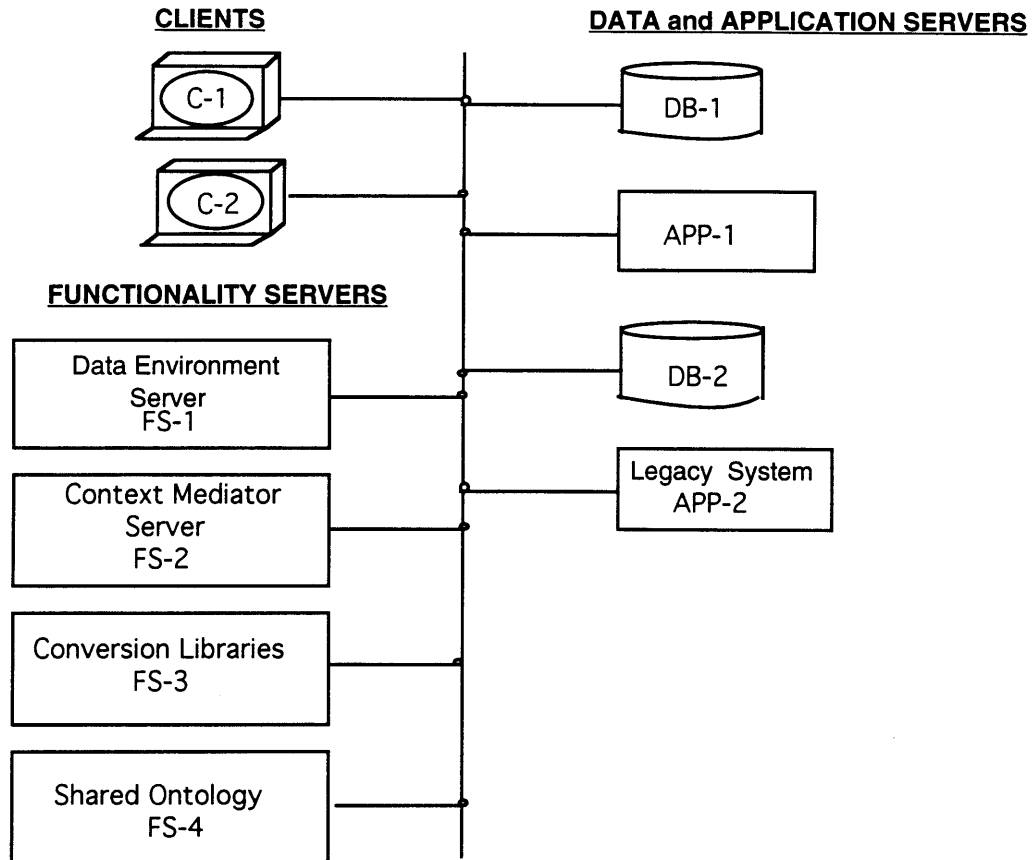 CLIENTS
C-1
C-2
DATA and APPLICATION SERVERS
DB-1
APP-1
DB-2
Legacy System
APP-2
FUNCTIONALITY SERVERS
Data Environment
Server
FS-1
Context Mediator
Server
FS-2
Conversion Libraries
FS-3
Shared Ontology
FS-4